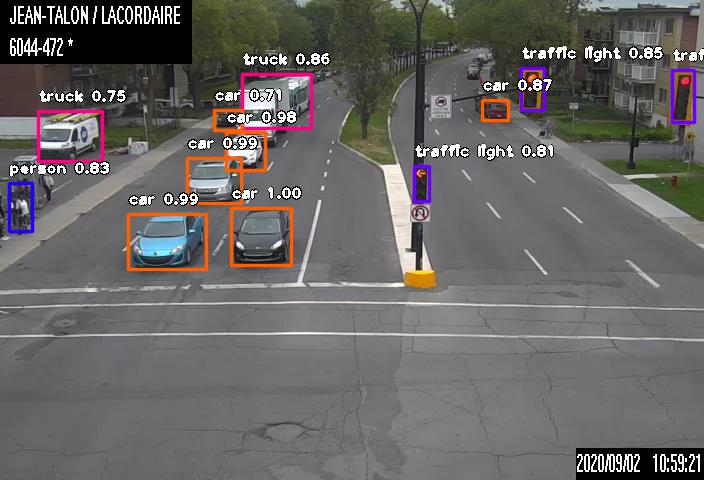 JEAN-TALON / LACORDAIRE
6044-472 *
truck 0.86
traffic light 0.85
traf
truck 0.75
car 0.71
car 0.87
car 0.98
car 0.99
traffic light 0.81
person 0.83
car 0.99
car 1.00
2020/09/02 10:59:21